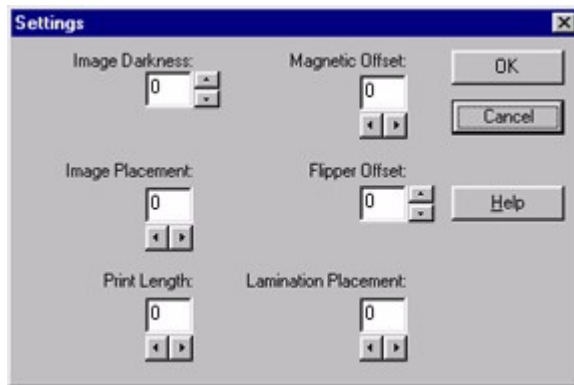 Settings
Image Darkness:
0
Magnetic Offset:
0
OK
Cancel
Image Placement:
0
Flipper Offset:
0
Help
Print Length:
0
Lamination Placement:
0